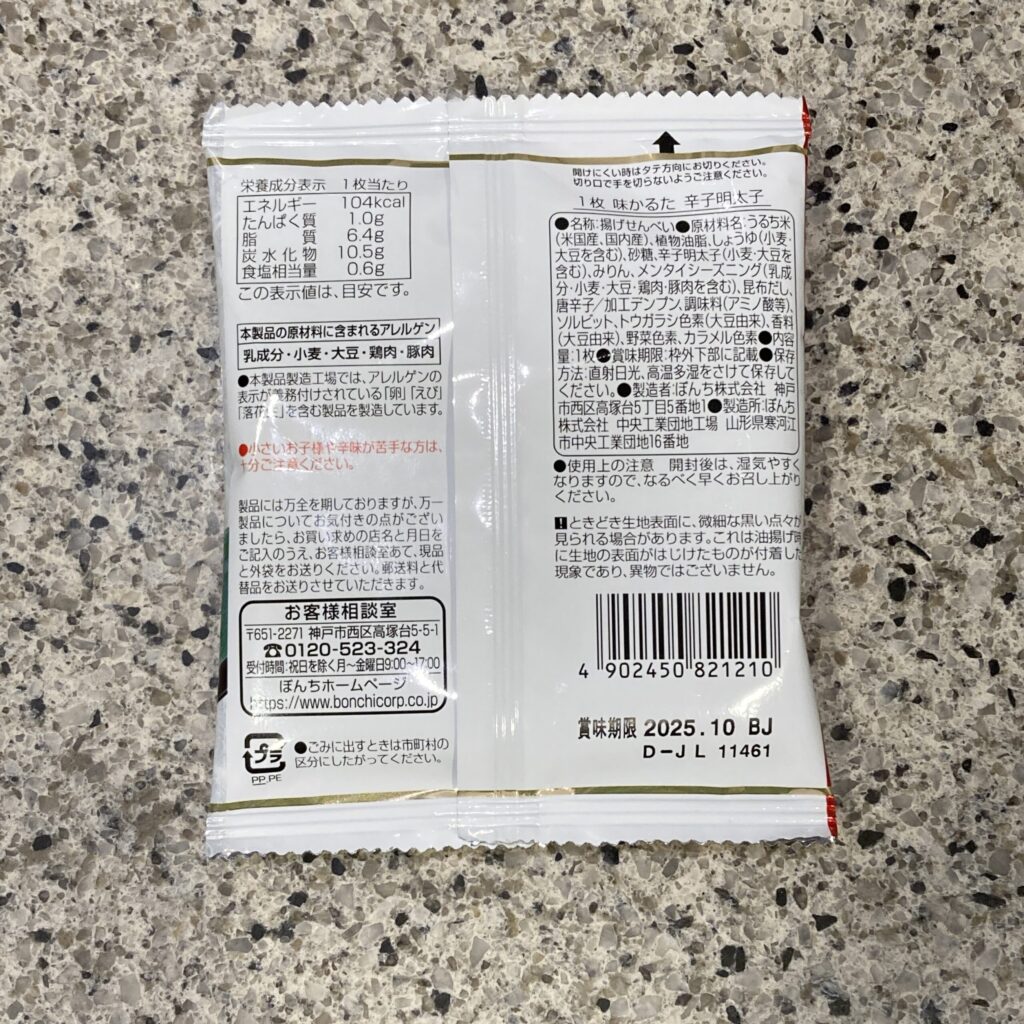 栄養成分表示 1枚当たり
エネルギー 104kcal
たんぱく質 1.0g
脂質 6.4g
炭水化物 10.5g
食塩相当量 0.6g
この表示値は、目安です。
本製品の原材料に含まれるアレルゲン
乳成分・小麦・大豆・鶏肉・豚肉
●本製品製造工場では、アレルゲンの
表示が義務付けされている「卵」「えび」
「落花生」を含む製品を製造しています。
●小さいお子様や辛味が苦手な方は、
十分ご注意ください。
製品には万全を期しておりますが、万一
製品についてお気付きの点がござい
ましたら、お買い求めの店名と月日を
ご記入のうえ、お客様相談室あて、現品
と外袋をお送りください。郵送料と代
替品をお送りさせていただきます。
お客様相談室
〒651-2271 神戸市西区高塚台5-5-1
☎0120-523-324
受付時間:祝日を除く月〜金曜日9:00〜17:00
ぼんちホームページ
https://www.bonchicorp.co.jp
プラ
PP,PE
●ごみに出すときは市町村の
区分にしたがってください。
開けにくい時はタテ方向にお切りください。
切り口で手を切らないようご注意ください。
1枚 味かるた 辛子明太子
●名称:揚げせんべい●原材料名:うるち米
(米国産、国内産)、植物油脂、しょうゆ(小麦・
大豆を含む)、砂糖、辛子明太子(小麦・大豆を
含む)、みりん、メンタイシーズニング(乳成
分・小麦・大豆・鶏肉・豚肉を含む)、昆布だし、
唐辛子/加工デンプン、調味料(アミノ酸等)、
ソルビット、トウガラシ色素(大豆由来)、香料
(大豆由来)、野菜色素、カラメル色素●内容
量:1枚●賞味期限:枠外下部に記載●保存
方法:直射日光、高温多湿をさけて保存して
ください。●製造者:ぼんち株式会社 神戸
市西区高塚台5丁目5番地1●製造所:ぼんち
株式会社 中央工業団地工場 山形県寒河江
市中央工業団地16番地
●使用上の注意 開封後は、湿気やすく
なりますので、なるべく早くお召し上がり
ください。
!ときどき生地表面に、微細な黒い点々が
見られる場合があります。これは油揚げ時
に生地の表面がはじけたものが付着した
現象であり、異物ではございません。
4 902450 821210
賞味期限 2025.10 BJ
D-JL 11461